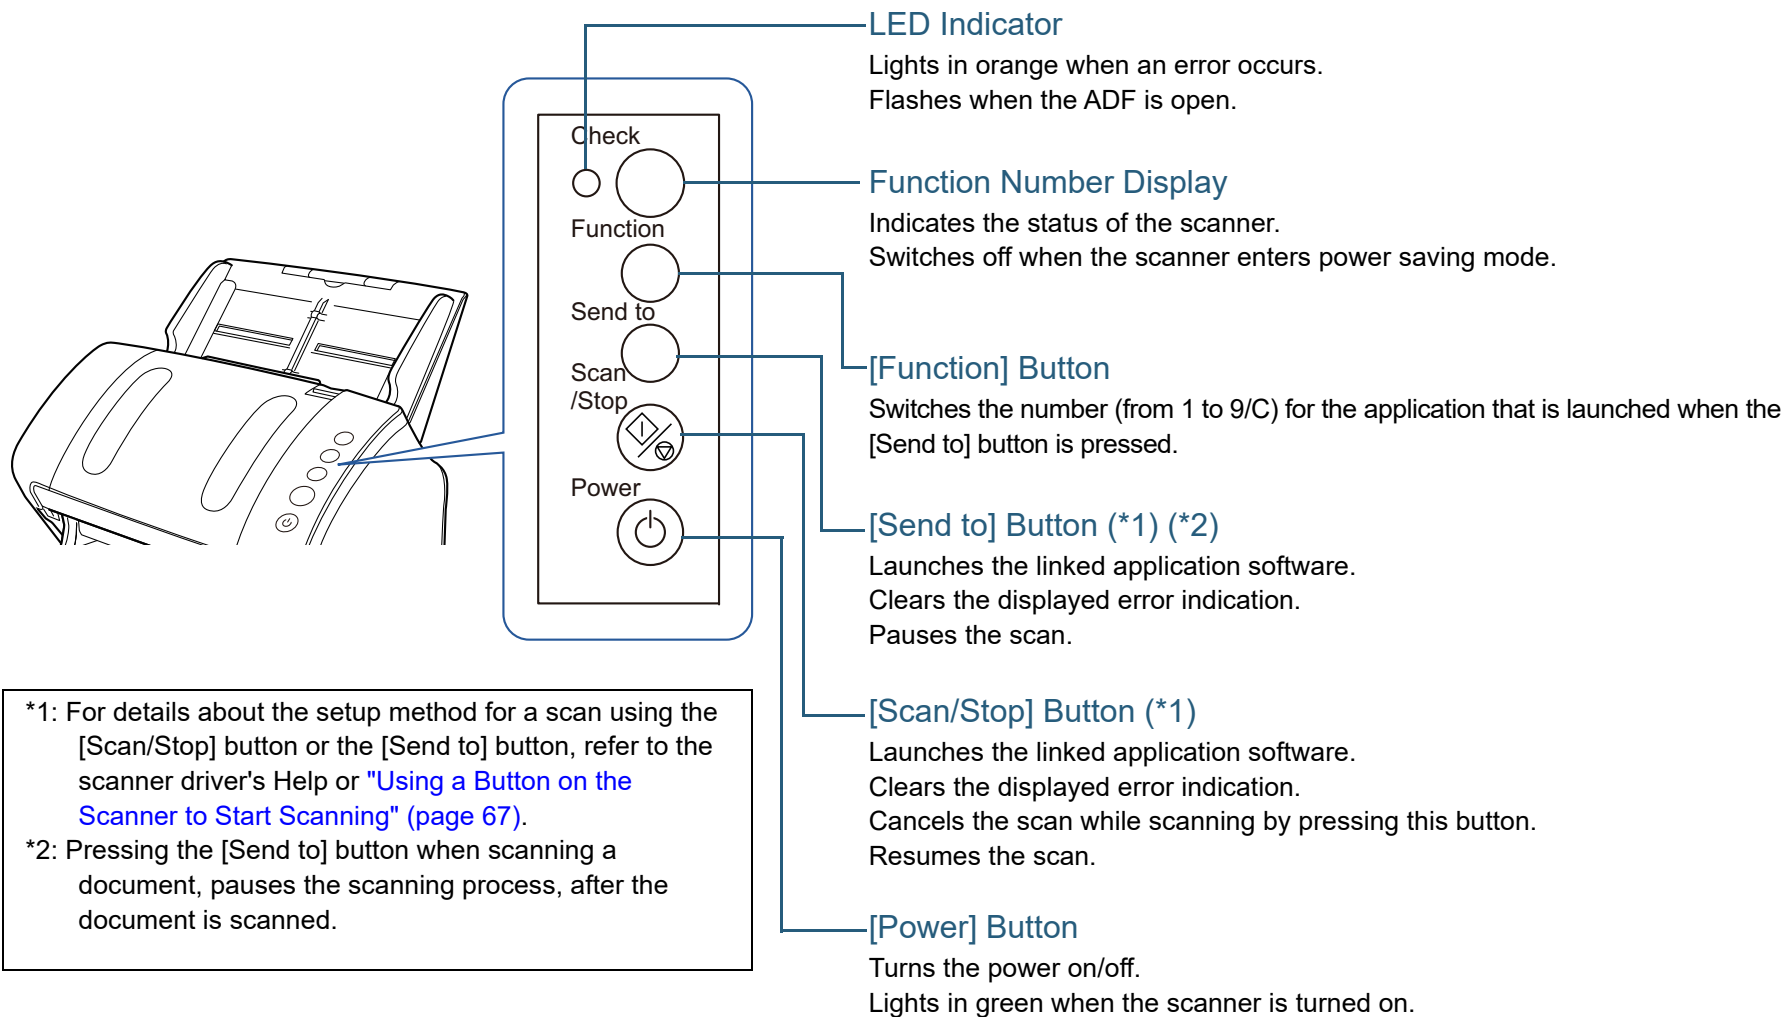 LED Indicator
Lights in orange when an error occurs.
Flashes when the ADF is open.
Check
Function Number Display
Indicates the status of the scanner.
Switches off when the scanner enters power saving mode.
Function
Send to
[Function] Button
Switches the number (from 1 to 9/C) for the application that is launched when the
[Send to] button is pressed.
Scan
/Stop
Power
[Send to] Button (*1) (*2)
Launches the linked application software.
Clears the displayed error indication.
Pauses the scan.
[Scan/Stop] Button (*1)
Launches the linked application software.
Clears the displayed error indication.
Cancels the scan while scanning by pressing this button.
Resumes the scan.
[Power] Button
Turns the power on/off.
Lights in green when the scanner is turned on.
*1: For details about the setup method for a scan using the
[Scan/Stop] button or the [Send to] button, refer to the
scanner driver's Help or "Using a Button on the
Scanner to Start Scanning" (page 67).
*2: Pressing the [Send to] button when scanning a
document, pauses the scanning process, after the
document is scanned.